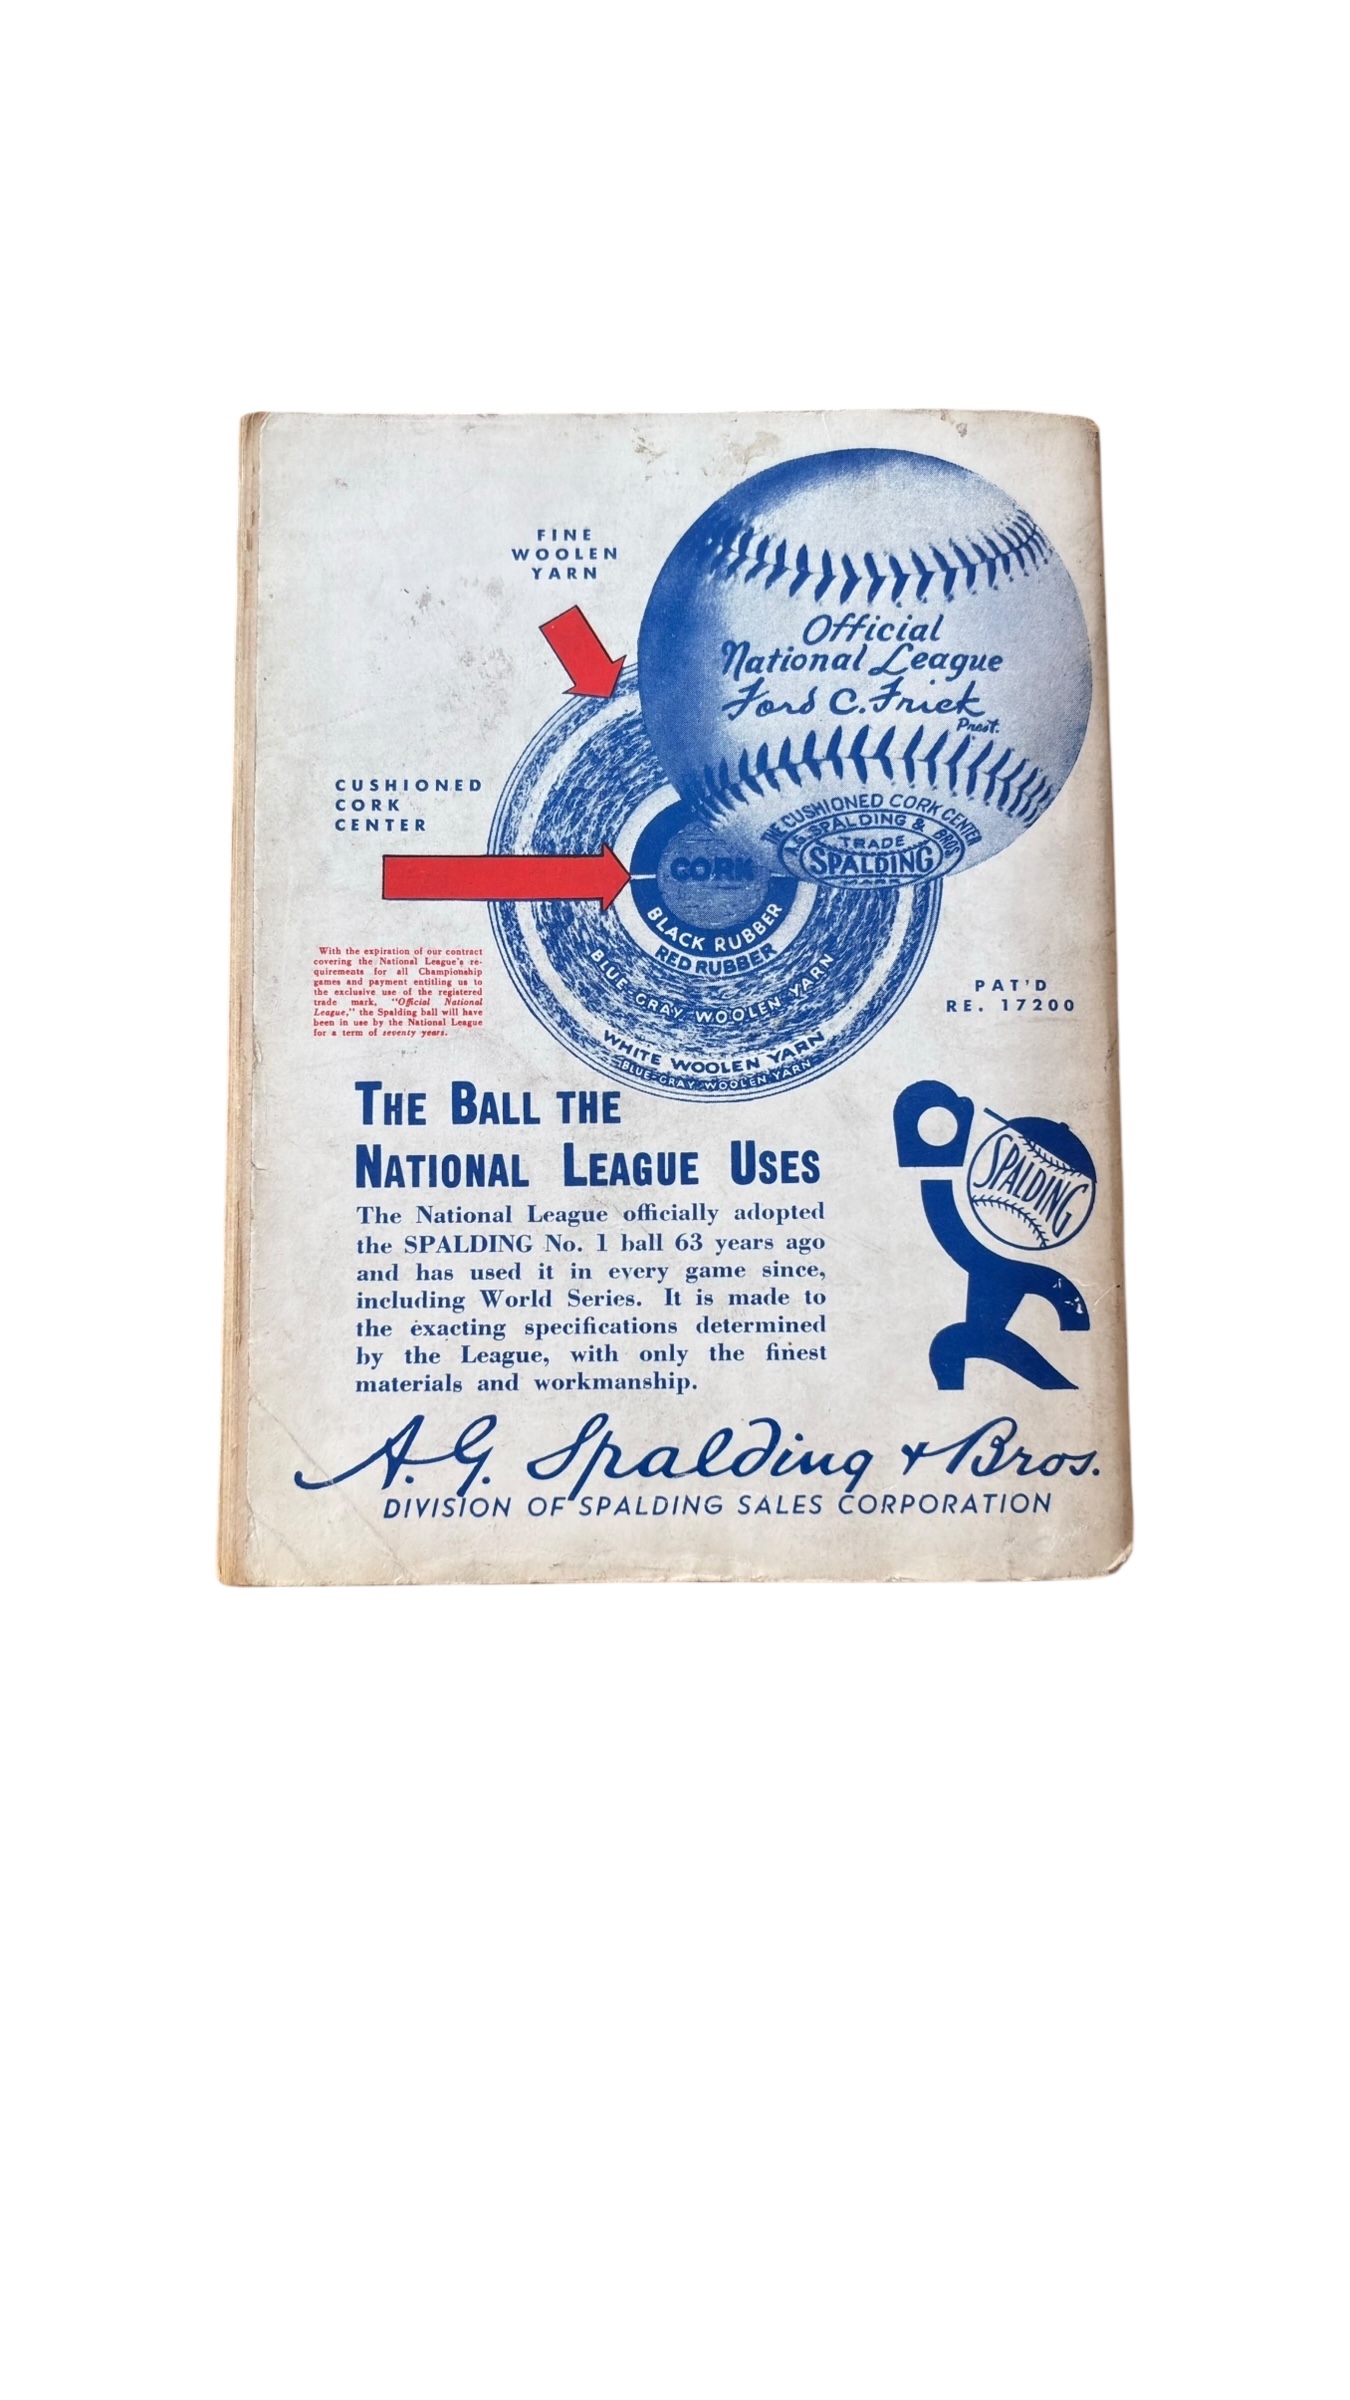 FINE
WOOLEN
YARN
Official
National League
Ford C. Frick
Prest.
THE CUSHIONED CORK CENTER
A.G. SPALDING & BROS
TRADE
SPALDING
MARK
CUSHIONED
CORK
CENTER
CORK
BLACK RUBBER
RED RUBBER
BLUE-GRAY WOOLEN YARN
WHITE WOOLEN YARN
BLUE-GRAY-WOOLEN YARN
With the expiration of our contract
covering the National League's re-
quirements for all Championship
games and payment entitling us to
the exclusive use of the registered
trade mark, "Official National
League," the Spalding ball will have
been in use by the National League
for a term of seventy years.
PAT'D
RE. 17200
THE BALL THE
NATIONAL LEAGUE USES
SPALDING
The National League officially adopted
the SPALDING No. 1 ball 63 years ago
and has used it in every game since,
including World Series. It is made to
the exacting specifications determined
by the League, with only the finest
materials and workmanship.
A. G. Spalding & Bros.
DIVISION OF SPALDING SALES CORPORATION